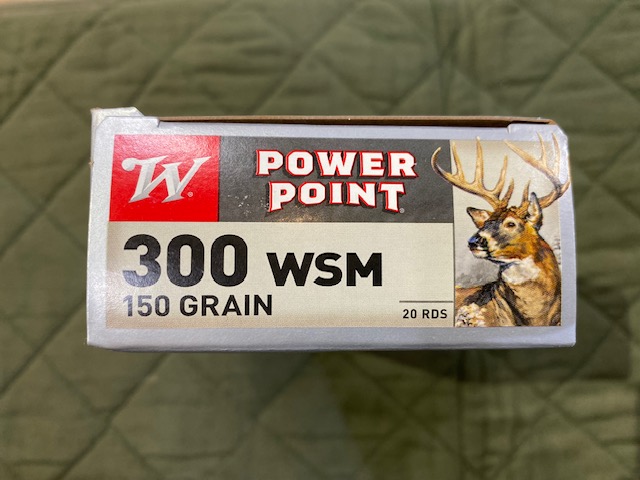 W
POWER
POINT®
300 WSM
150 GRAIN
20 RDS